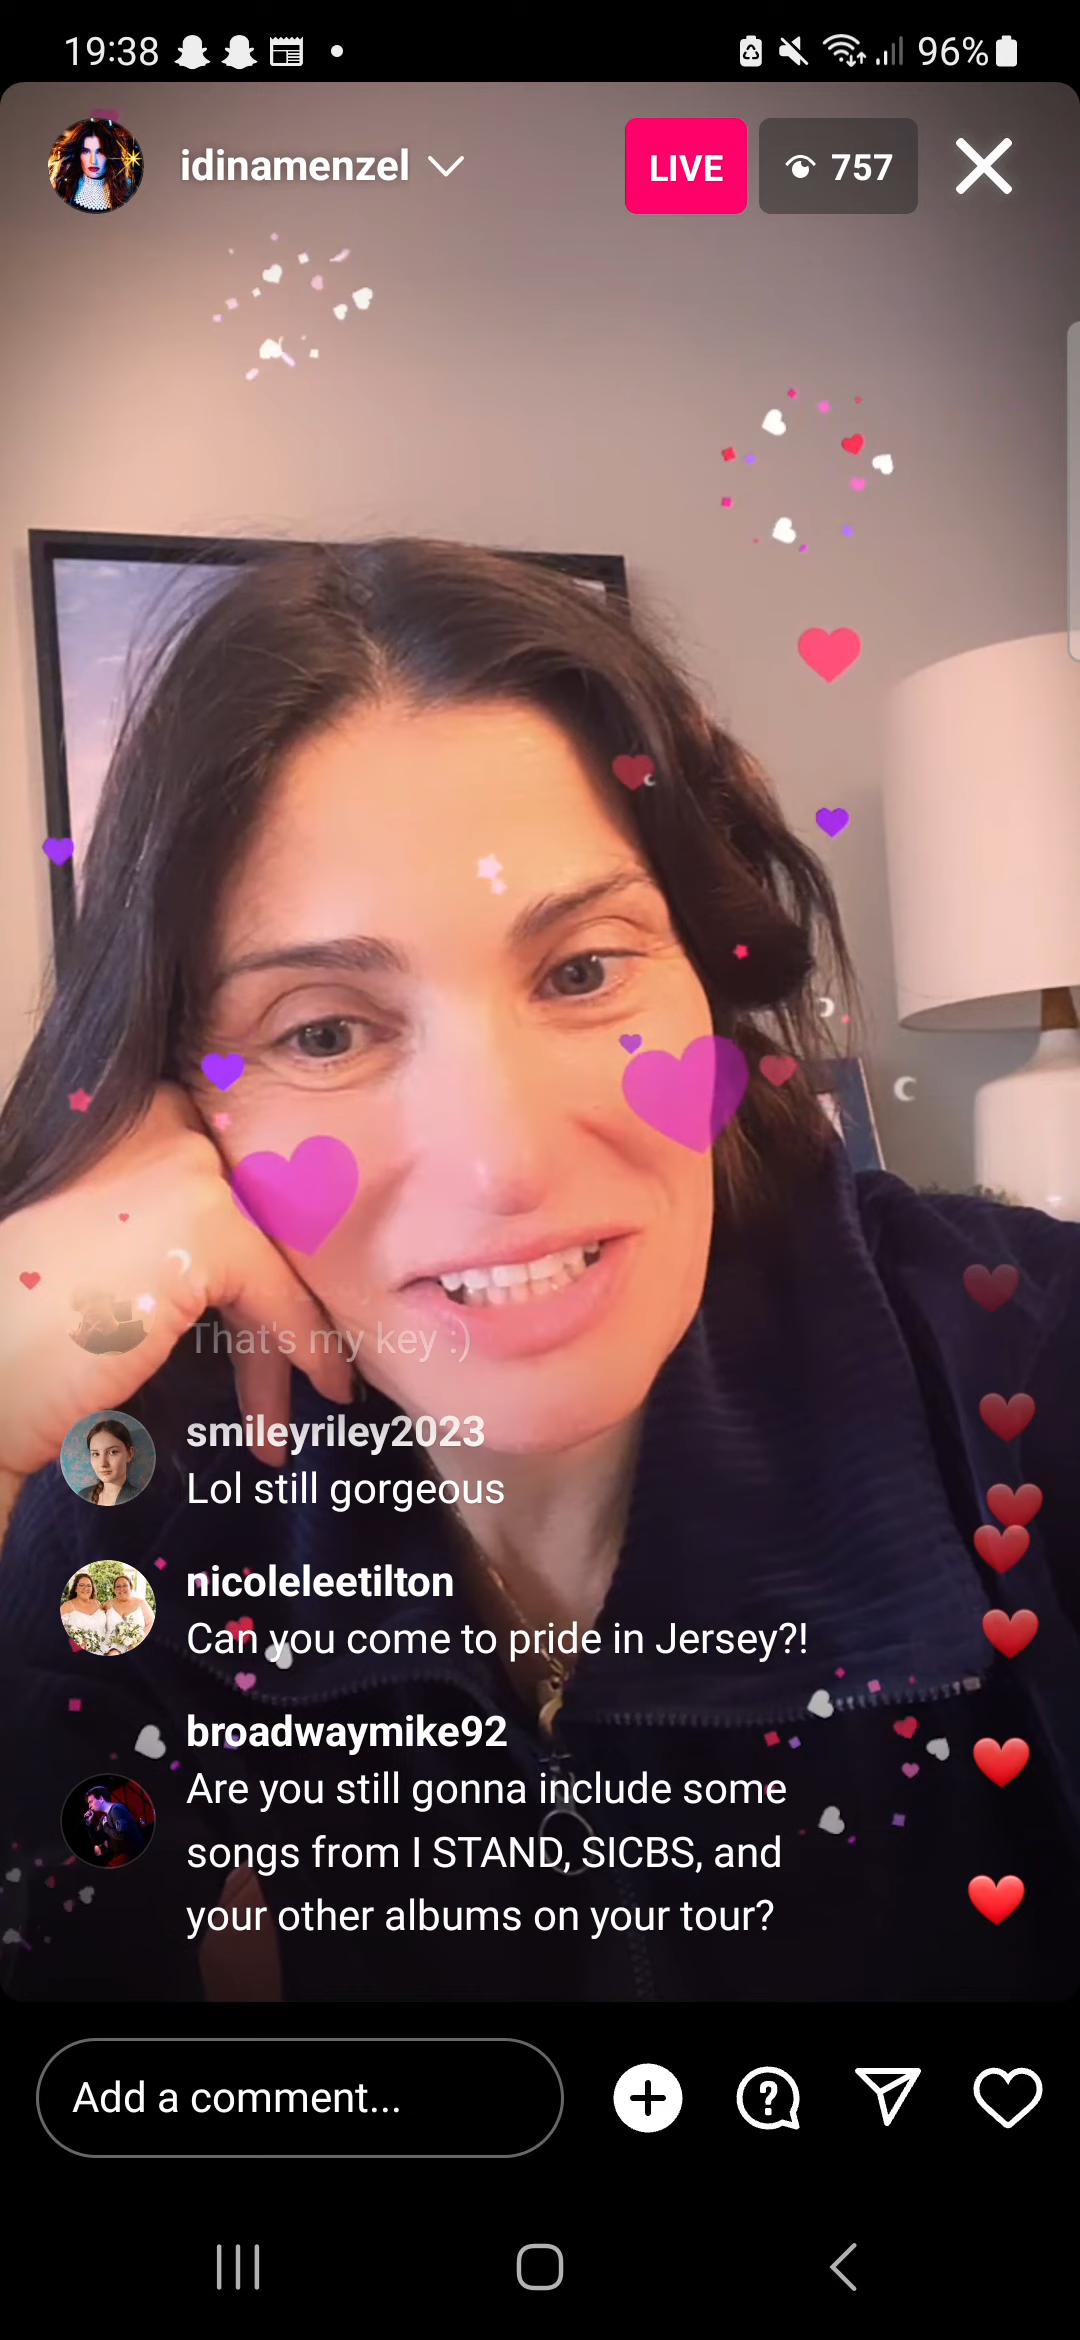 19:38
96%
idinamenzel
LIVE
757
That's my key :)
smileyriley2023
Lol still gorgeous
nicoleleetilton
Can you come to pride in Jersey?!
broadwaymike92
Are you still gonna include some
songs from I STAND, SICBS, and
your other albums on your tour?
Add a comment...